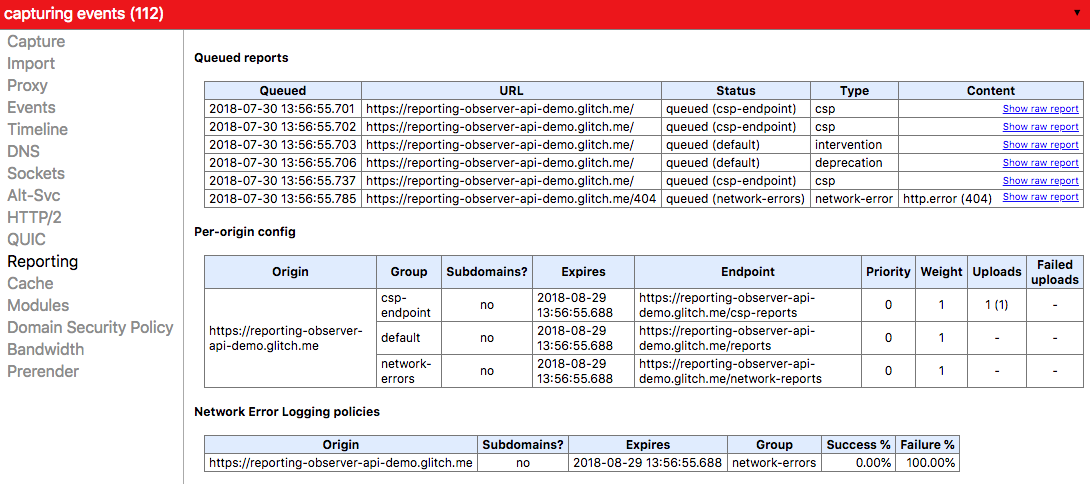 capturing events (112)
▼
Capture
Import
Proxy
Events
Timeline
DNS
Sockets
Alt-Svc
HTTP/2
QUIC
Reporting
Cache
Modules
Domain Security Policy
Bandwidth
Prerender
Queued reports
Queued URL Status Type Content
2018-07-30 13:56:55.701 https://reporting-observer-api-demo.glitch.me/ queued (csp-endpoint) csp Show raw report
2018-07-30 13:56:55.702 https://reporting-observer-api-demo.glitch.me/ queued (csp-endpoint) csp Show raw report
2018-07-30 13:56:55.703 https://reporting-observer-api-demo.glitch.me/ queued (default) intervention Show raw report
2018-07-30 13:56:55.706 https://reporting-observer-api-demo.glitch.me/ queued (default) deprecation Show raw report
2018-07-30 13:56:55.737 https://reporting-observer-api-demo.glitch.me/ queued (csp-endpoint) csp Show raw report
2018-07-30 13:56:55.785 https://reporting-observer-api-demo.glitch.me/404 queued (network-errors) network-error http.error (404) Show raw report
Per-origin config
Origin Group Subdomains? Expires Endpoint Priority Weight Uploads Failed
uploads
https://reporting-observer-
api-demo.glitch.me
csp- 2018-08-29 https://reporting-observer-api-
endpoint no 13:56:55.688 demo.glitch.me/csp-reports 0 1 1 (1) -
2018-08-29 https://reporting-observer-api-
default no 13:56:55.688 demo.glitch.me/reports 0 1 - -
network- 2018-08-29 https://reporting-observer-api-
errors no 13:56:55.688 demo.glitch.me/network-reports 0 1 - -
Network Error Logging policies
Origin Subdomains? Expires Group Success % Failure %
https://reporting-observer-api-demo.glitch.me no 2018-08-29 13:56:55.688 network-errors 0.00% 100.00%